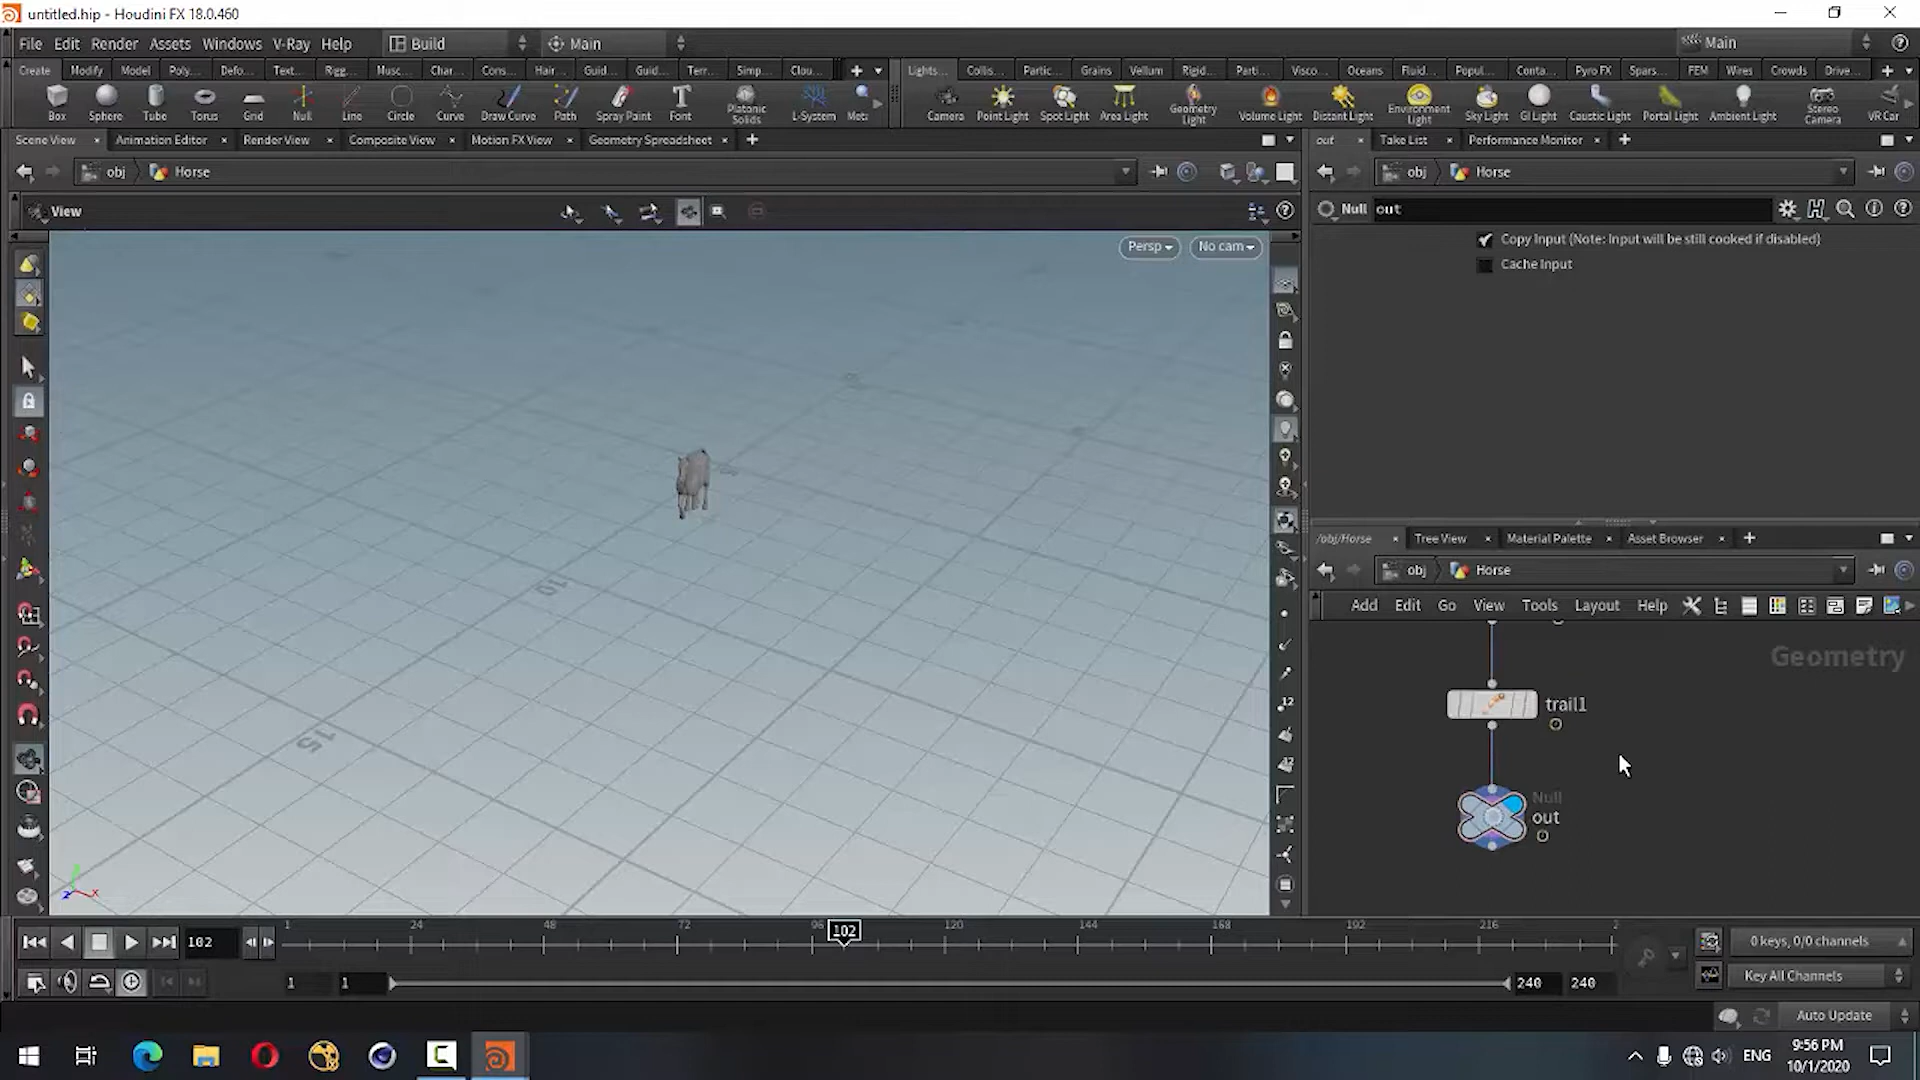 untitled.hip - Houdini FX 18.0.460
File Edit Render Assets Windows V-Ray Help Build Main Main
Create Modify Model Poly... Defo... Text... Rigg... Musc... Char... Cons... Hair... Guid... Guid... Terr... Simp... Clou... Lights... Collis... Partic... Grains Vellum Rigid... Parti... Visco... Oceans Fluid... Popul... Conta... Pyro FX Spars... FEM Wires Crowds Drive...
Box Sphere Tube Torus Grid Null Line Circle Curve Draw Curve Path Spray Paint Font Platonic Solids L-System Meta Camera Point Light Spot Light Area Light Geometry Light Volume Light Distant Light Environment Light Sky Light GI Light Caustic Light Portal Light Ambient Light Stereo Camera VR Car
Scene View Animation Editor Render View Composite View Motion FX View Geometry Spreadsheet out Take List Performance Monitor
obj Horse obj Horse
View Null out
Persp No cam Copy Input (Note: Input will be still cooked if disabled)
Cache Input
/obj/Horse Tree View Material Palette Asset Browser
obj Horse
Add Edit Go View Tools Layout Help
Geometry
10
15
trail1
Null
out
102 1 24 48 72 96 102 120 144 168 192 216 2 0 keys, 0/0 channels
1 1 240 240 Key All Channels
Auto Update
ENG 9:56 PM
10/1/2020